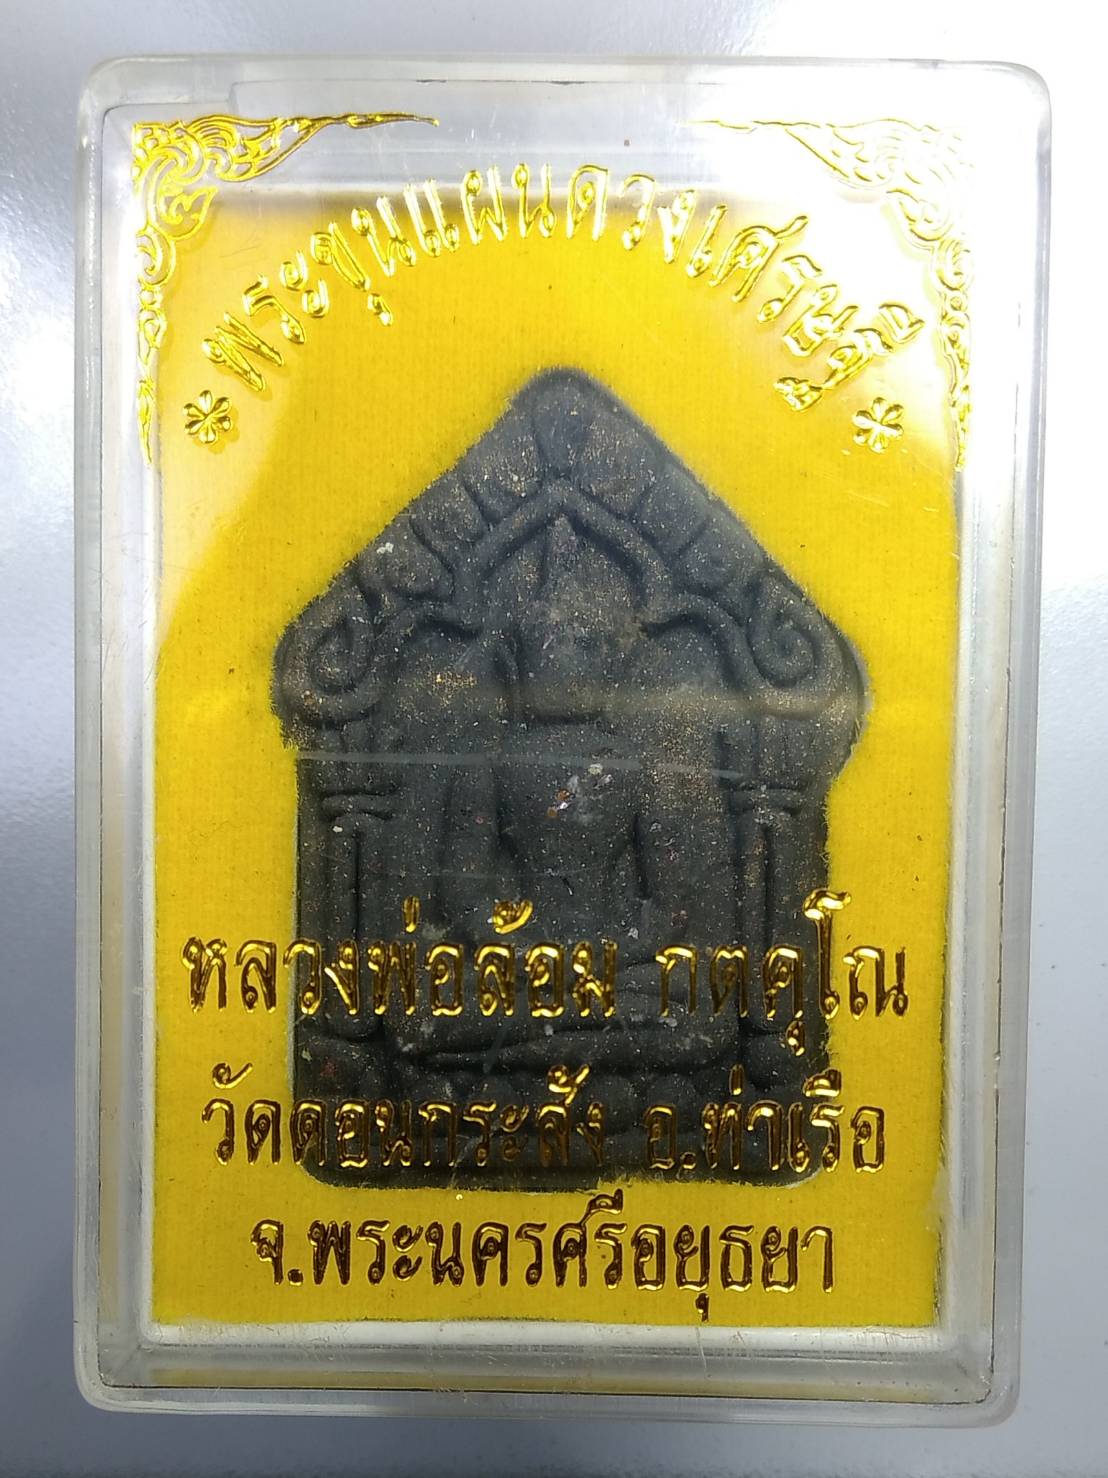 *พระขุนแผนดวงเศรษฐี*
หลวงพ่อล้อม กตคุโณ
วัดดอนกระสัง อ.ท่าเรือ
จ.พระนครศรีอยุธยา